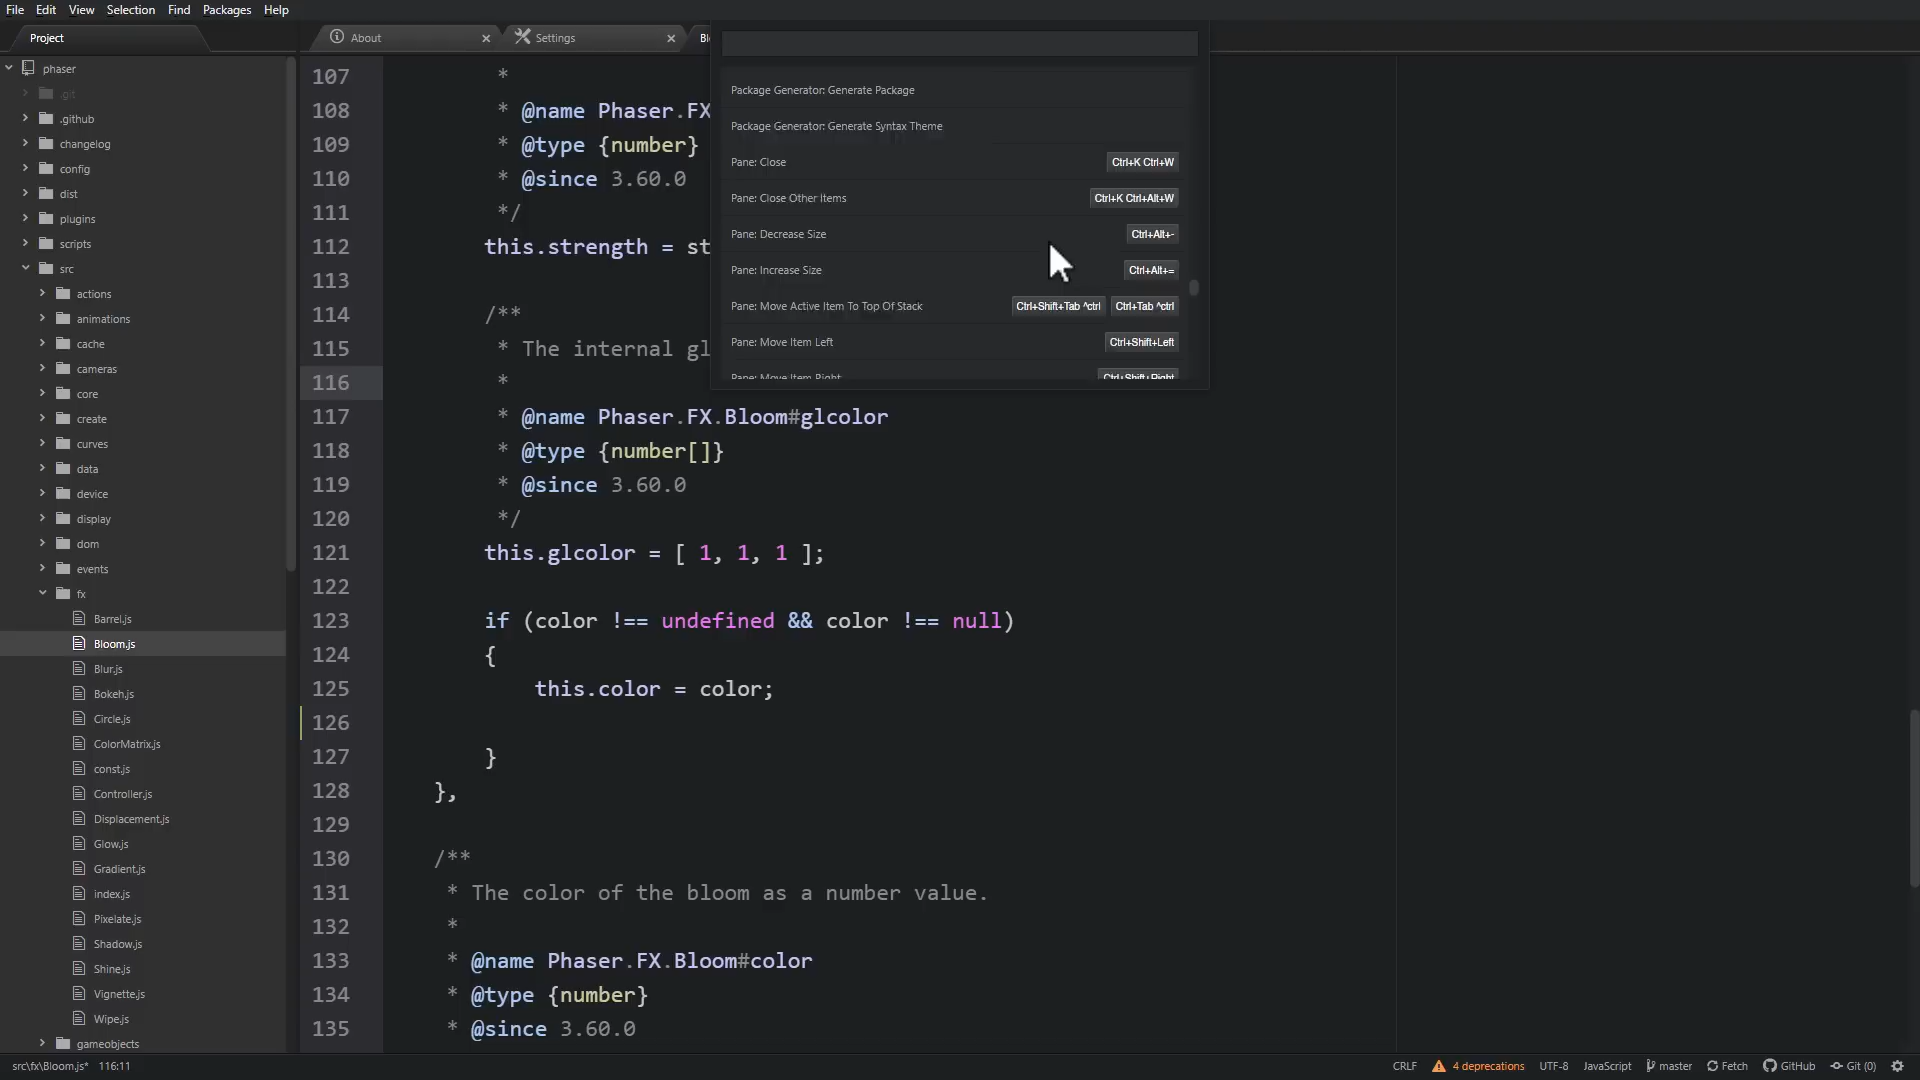 File Edit View Selection Find Packages Help
Project
About
Settings
Bl
phaser
.git
.github
changelog
config
dist
plugins
scripts
src
actions
animations
cache
cameras
core
create
curves
data
device
display
dom
events
fx
Barrel.js
Bloom.js
Blur.js
Bokeh.js
Circle.js
ColorMatrix.js
const.js
Controller.js
Displacement.js
Glow.js
Gradient.js
index.js
Pixelate.js
Shadow.js
Shine.js
Vignette.js
Wipe.js
gameobjects
107 *
108 * @name Phaser.FX
109 * @type {number}
110 * @since 3.60.0
111 */
112 this.strength = st
113
114 /**
115 * The internal gl
116 *
117 * @name Phaser.FX.Bloom#glcolor
118 * @type {number[]}
119 * @since 3.60.0
120 */
121 this.glcolor = [ 1, 1, 1 ];
122
123 if (color !== undefined && color !== null)
124 {
125 this.color = color;
126
127 }
128 },
129
130 /**
131 * The color of the bloom as a number value.
132 *
133 * @name Phaser.FX.Bloom#color
134 * @type {number}
135 * @since 3.60.0
Package Generator: Generate Package
Package Generator: Generate Syntax Theme
Pane: Close Ctrl+K Ctrl+W
Pane: Close Other Items Ctrl+K Ctrl+Alt+W
Pane: Decrease Size Ctrl+Alt+-
Pane: Increase Size Ctrl+Alt+=
Pane: Move Active Item To Top Of Stack Ctrl+Shift+Tab ^ctrl Ctrl+Tab ^ctrl
Pane: Move Item Left Ctrl+Shift+Left
Pane: Move Item Right Ctrl+Shift+Right
src\fx\Bloom.js* 116:11 CRLF 4 deprecations UTF-8 JavaScript master Fetch GitHub Git (0)